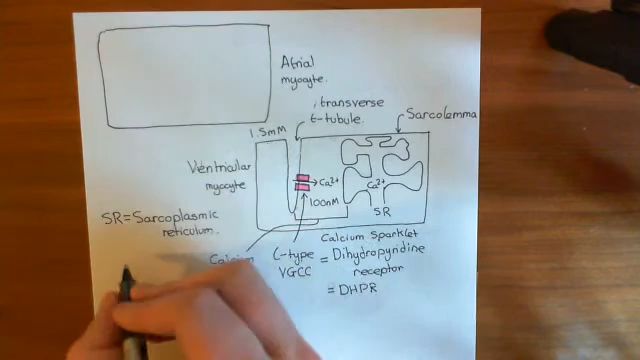 Atrial
myocyte.
transverse
t-tubule.
Sarcolemma
1.5mM
Ventricular
myocyte
Ca2+
100nM
Ca2+
SR
SR = Sarcoplasmic
reticulum.
Calcium Sparklet
L-type = Dihydropyridine
VGCC receptor
= DHPR
Calcium